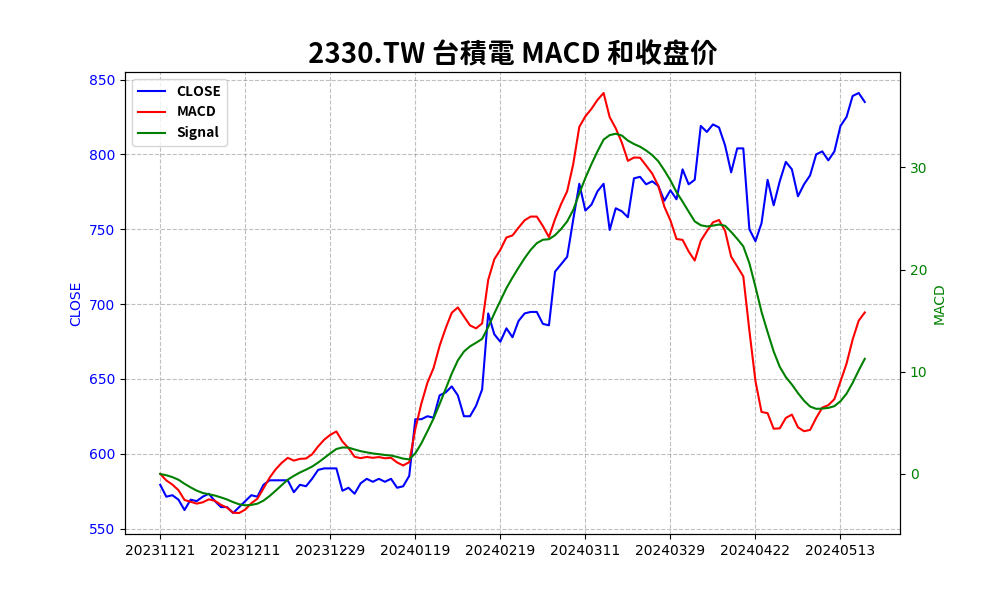 2330.TW 台積電 MACD 和收盘价
CLOSE
MACD
Signal
850
800
750
700
650
600
550
CLOSE
30
20
10
0
MACD
20231121 20231211 20231229 20240119 20240219 20240311 20240329 20240422 20240513